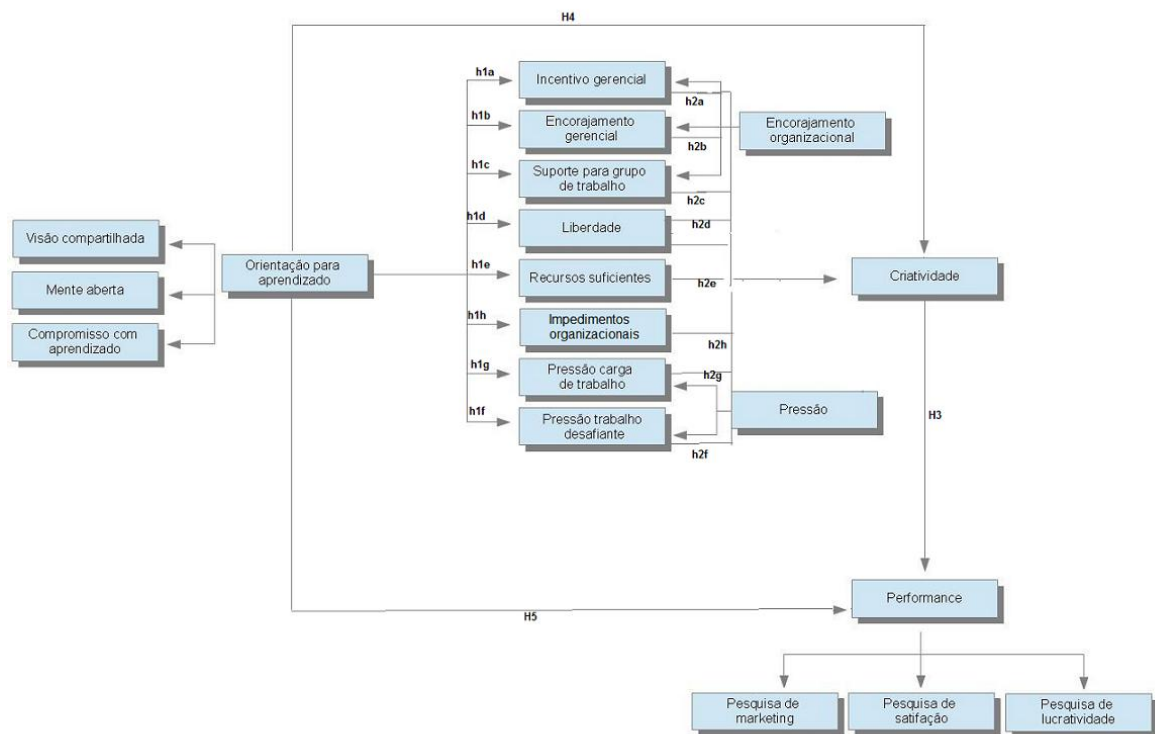 H4
h1a
Incentivo gerencial
h2a
h1b
Encorajamento
gerencial
h2b
Encorajamento
organizacional
h1c
Suporte para grupo
de trabalho
h2c
h1d
Liberdade
h2d
Visão compartilhada
Mente aberta
Compromisso com
aprendizado
Orientação para
aprendizado
h1e
Recursos suficientes
h2e
Criatividade
h1h
Impedimentos
organizacionais
h2h
h1g
Pressão carga
de trabalho
h2g
h1f
Pressão trabalho
desafiante
h2f
Pressão
H3
Performance
H5
Pesquisa de
marketing
Pesquisa de
satifação
Pesquisa de
lucratividade